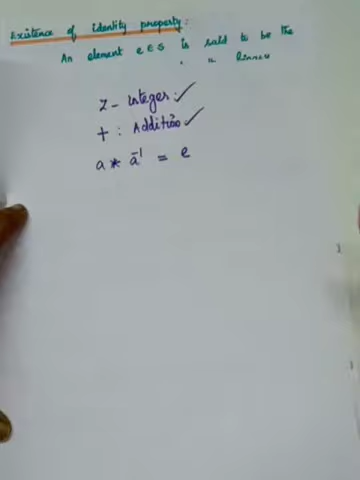 Existence of identity property:
An element e ∈ S is said to be the
Z - integer ✓
+ : Addition ✓
a * a⁻¹ = e